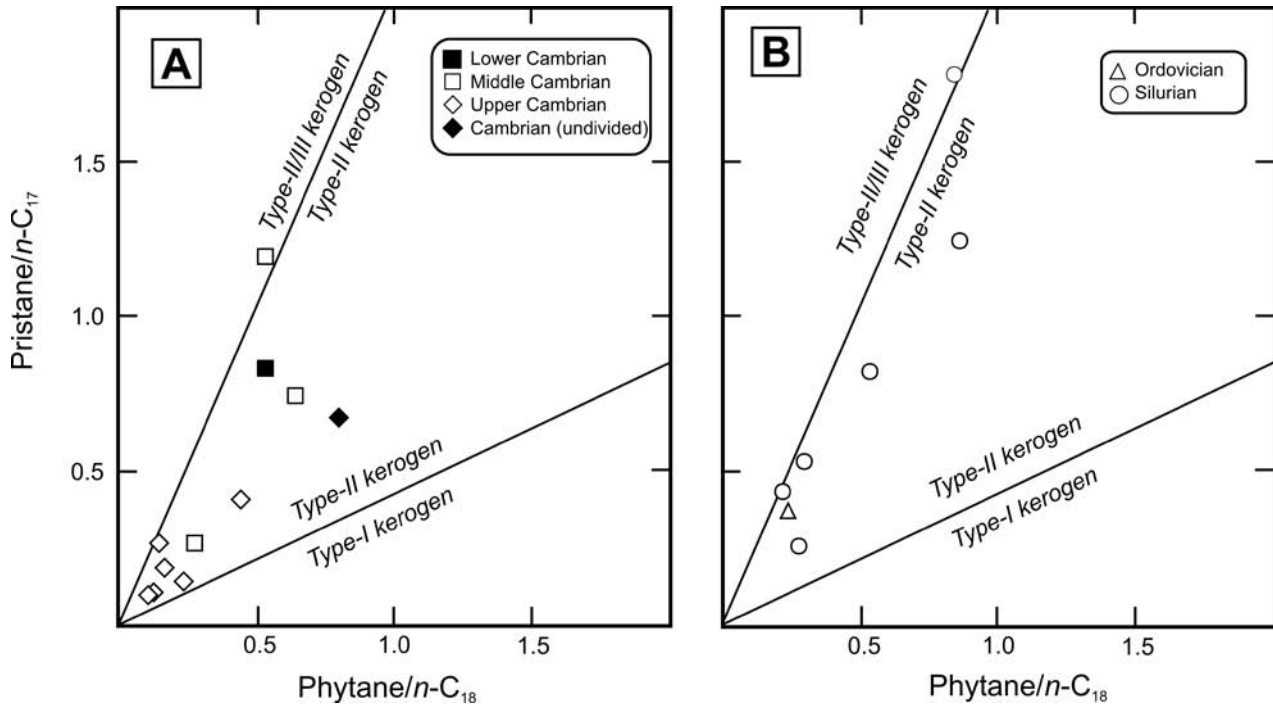 A
Lower Cambrian
Middle Cambrian
Upper Cambrian
Cambrian (undivided)
Type-II/III kerogen
Type-II kerogen
Type-II kerogen
Type-I kerogen
1.5
1.0
0.5
Pristane/n-C₁₇
0.5
1.0
1.5
Phytane/n-C₁₈
B
Ordovician
Silurian
Type-II/III kerogen
Type-II kerogen
Type-II kerogen
Type-I kerogen
0.5
1.0
1.5
Phytane/n-C₁₈